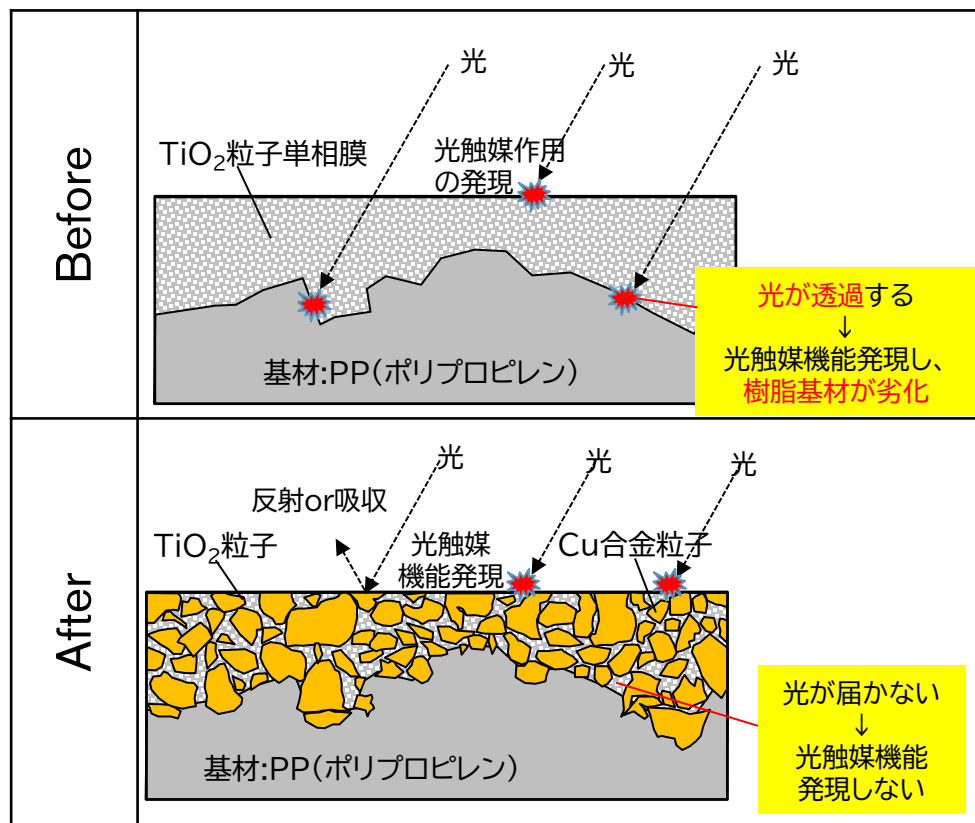 Before
光
光
光
TiO₂粒子単相膜
光触媒作用
の発現
光が透過する
↓
光触媒機能発現し、
樹脂基材が劣化
基材:PP(ポリプロピレン)
After
光
光
光
反射or吸収
TiO₂粒子
光触媒
機能発現
Cu合金粒子
光が届かない
↓
光触媒機能
発現しない
基材:PP(ポリプロピレン)